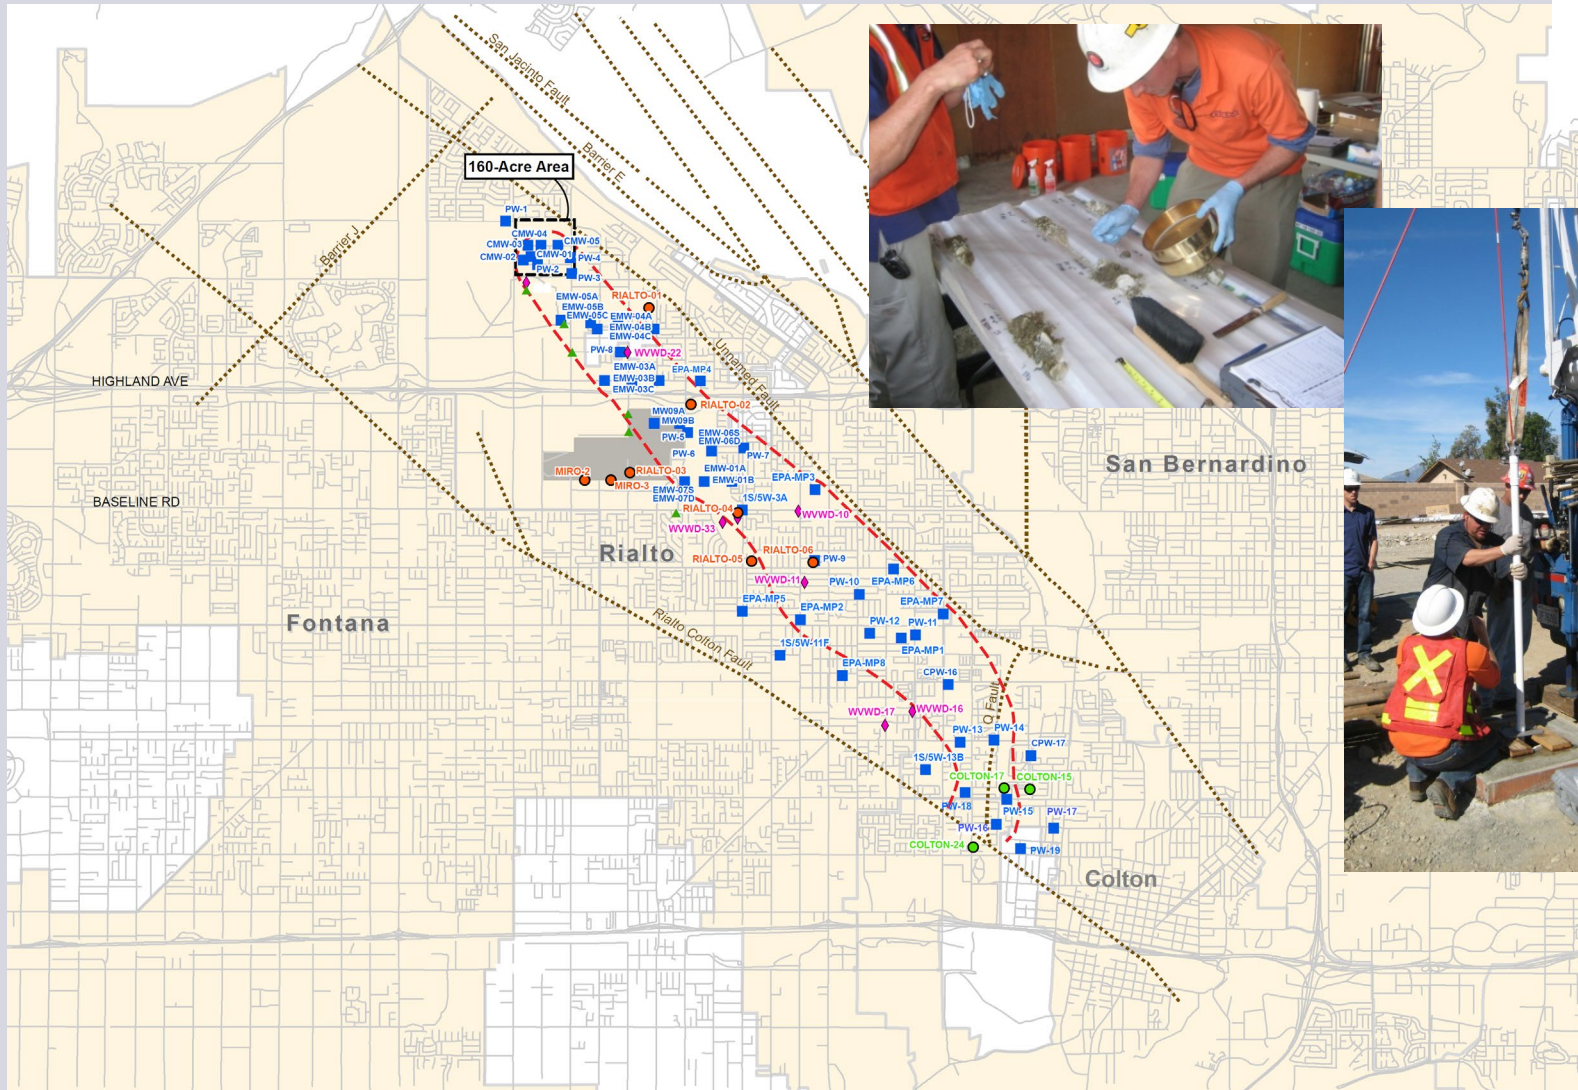 San Jacinto Fault
Barrier E
160-Acre Area
Barrier J
PW-1
CMW-04
CMW-03
CMW-05
CMW-02
CMW-01
PW-4
PW-2
PW-3
EMW-05A
RIALTO-01
EMW-05B
EMW-05C
EMW-04A
EMW-04B
EMW-04C
PW-8
WVWD-22
Unnamed Fault
EMW-03A
EPA-MP4
EMW-03B
EMW-03C
HIGHLAND AVE
RIALTO-02
MW09A
MW09B
PW-5
EMW-06S
EMW-06D
PW-6
PW-7
San Bernardino
MIRO-2
RIALTO-03
EMW-01A
EPA-MP3
MIRO-3
EMW-01B
EMW-07S
EMW-07D
BASELINE RD
1S/5W-3A
RIALTO-04
WVWD-10
WVWD-33
Rialto
RIALTO-05
RIALTO-06
PW-9
WVWD-11
PW-10
EPA-MP6
EPA-MP5
EPA-MP2
EPA-MP7
Fontana
PW-12
PW-11
Rialto Colton Fault
1S/5W-11F
EPA-MP1
EPA-MP8
CPW-16
Q Fault
WVWD-17
WVWD-16
PW-13
PW-14
CPW-17
1S/5W-13B
COLTON-17
COLTON-15
PW-18
PW-15
PW-17
PW-16
COLTON-24
PW-19
Colton